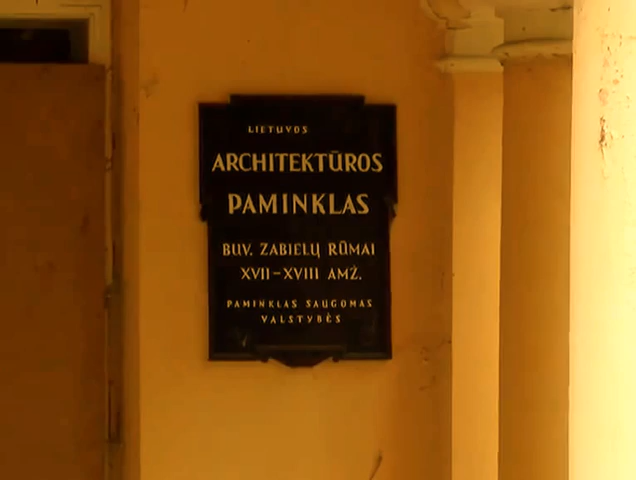 LIETUVOS
ARCHITEKTŪROS
PAMINKLAS
BUV. ZABIELŲ RŪMAI
XVII–XVIII AMŽ.
PAMINKLAS SAUGOMAS
VALSTYBĖS